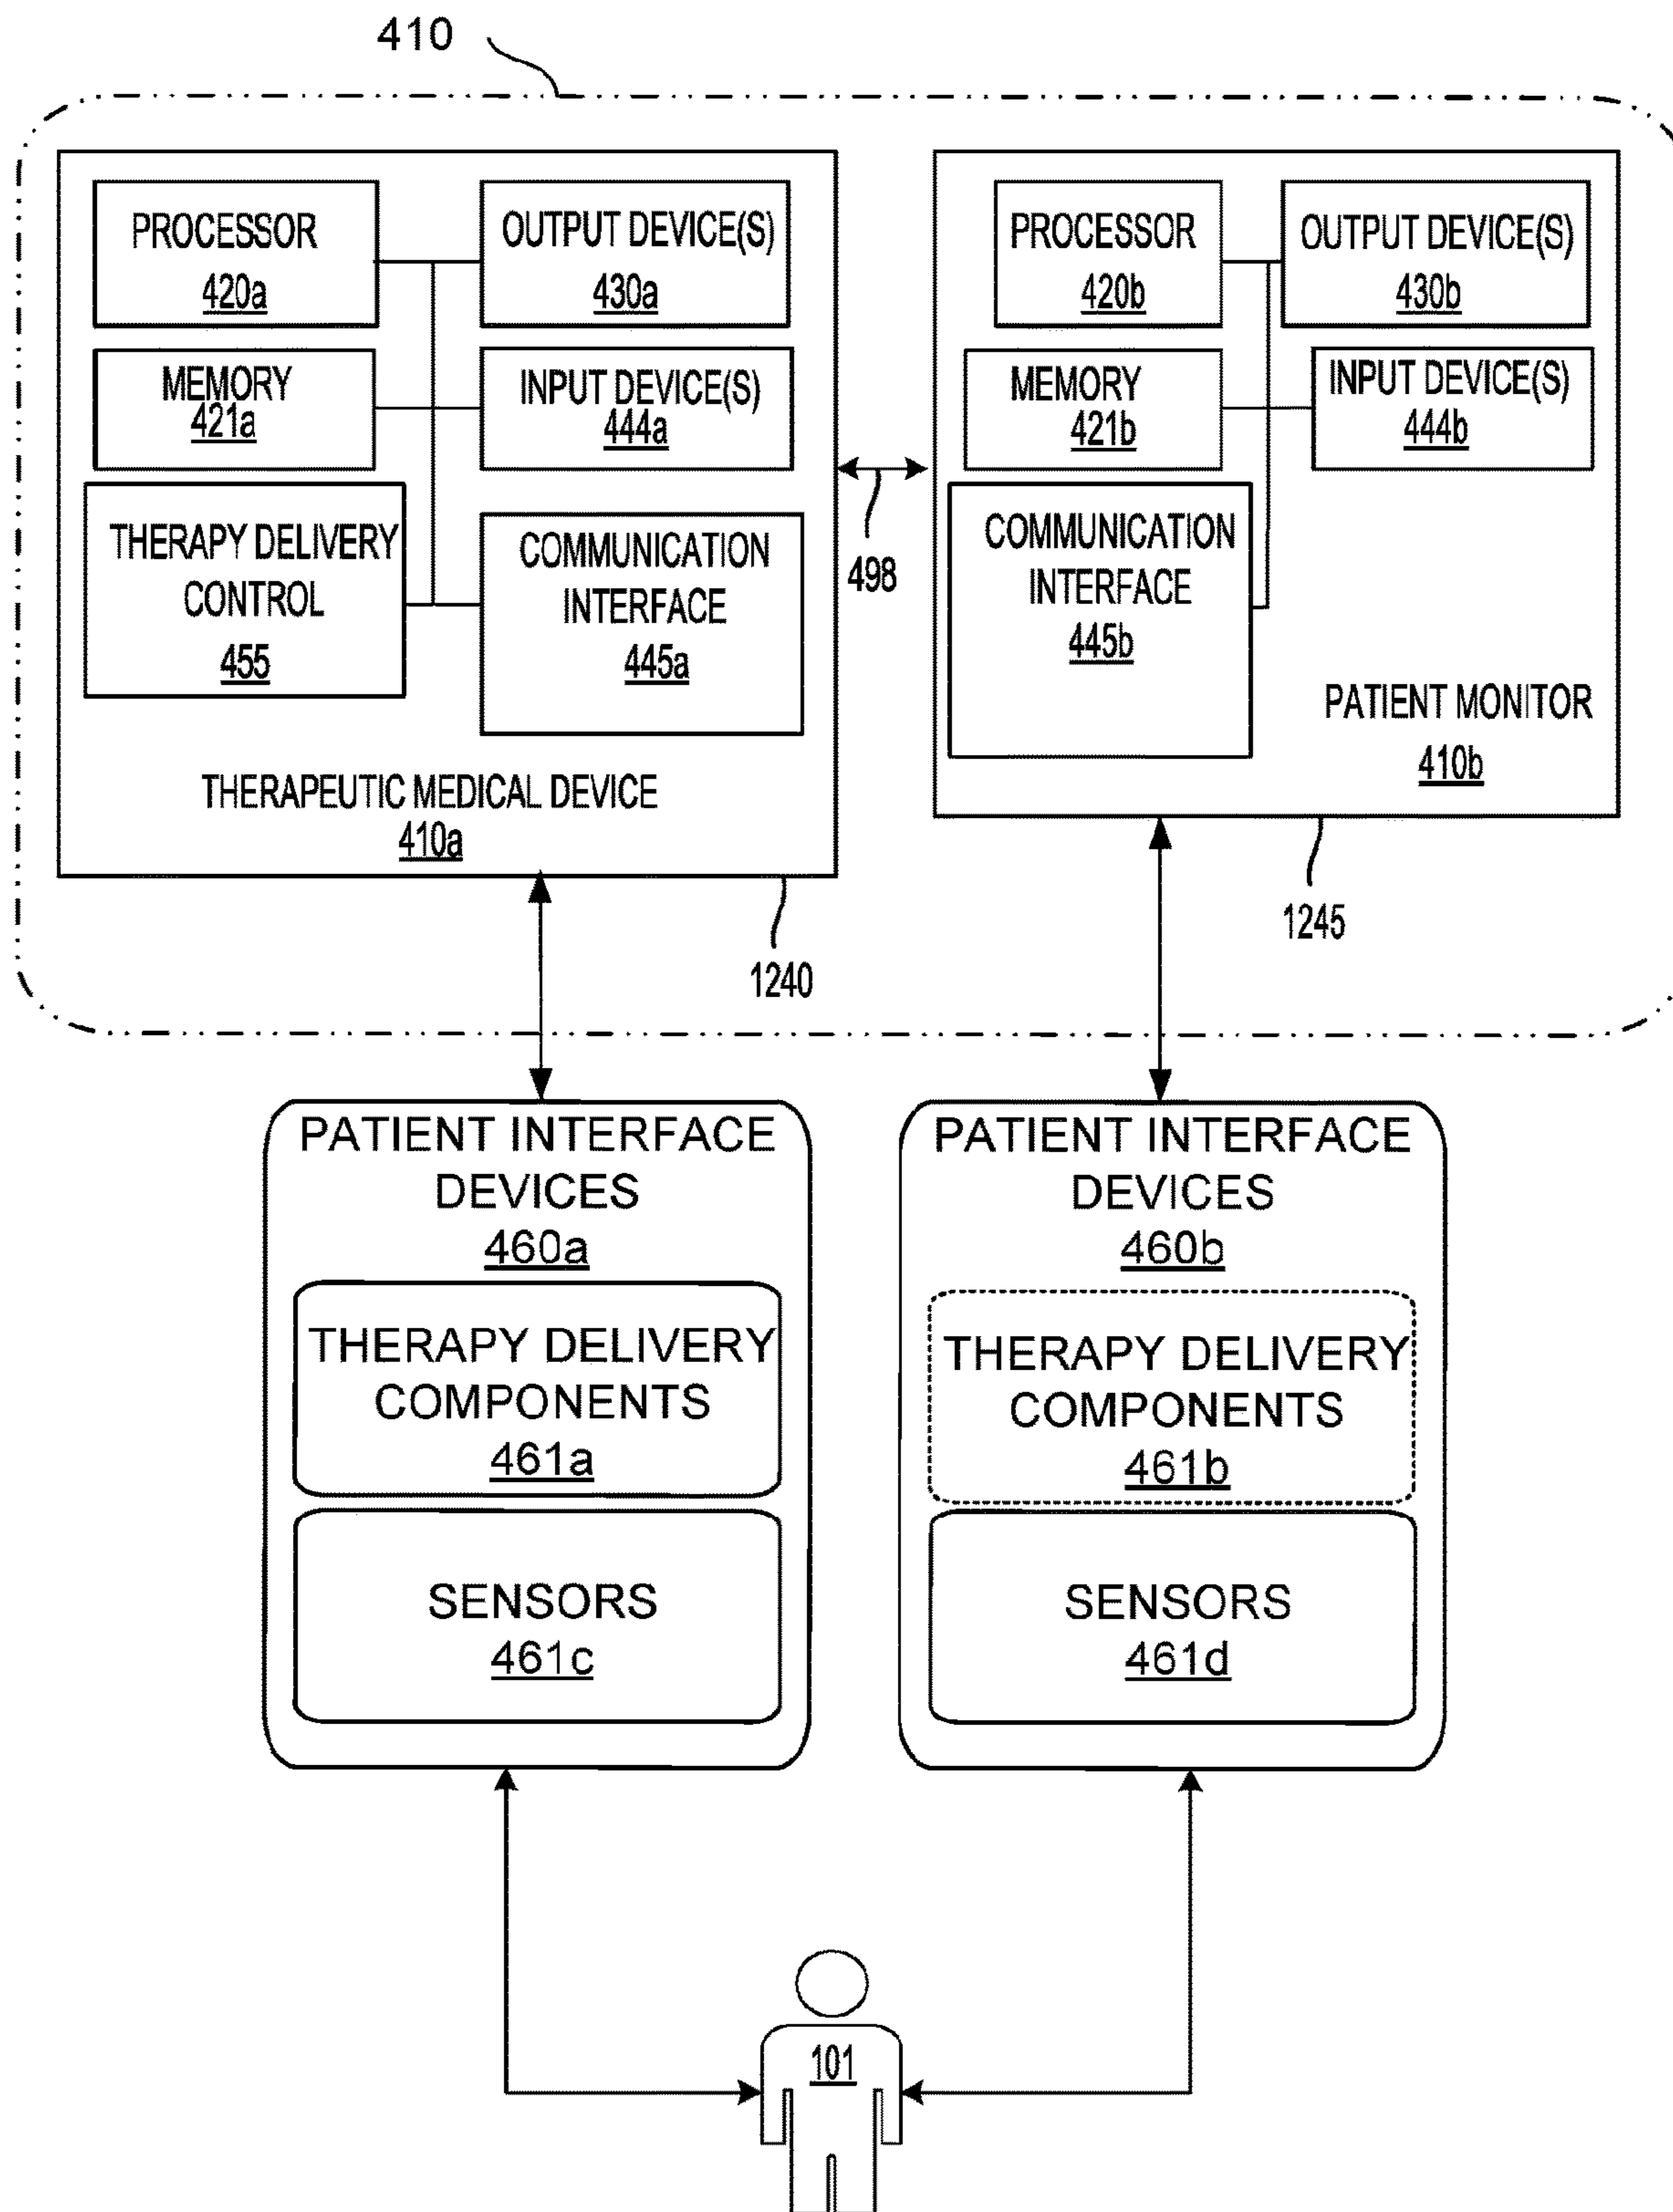 410
PROCESSOR
420a
OUTPUT DEVICE(S)
430a
MEMORY
421a
INPUT DEVICE(S)
444a
THERAPY DELIVERY
CONTROL
455
COMMUNICATION
INTERFACE
445a
THERAPEUTIC MEDICAL DEVICE
410a
1240
498
PROCESSOR
420b
OUTPUT DEVICE(S)
430b
MEMORY
421b
INPUT DEVICE(S)
444b
COMMUNICATION
INTERFACE
445b
PATIENT MONITOR
410b
1245
PATIENT INTERFACE
DEVICES
460a
THERAPY DELIVERY
COMPONENTS
461a
SENSORS
461c
PATIENT INTERFACE
DEVICES
460b
THERAPY DELIVERY
COMPONENTS
461b
SENSORS
461d
101